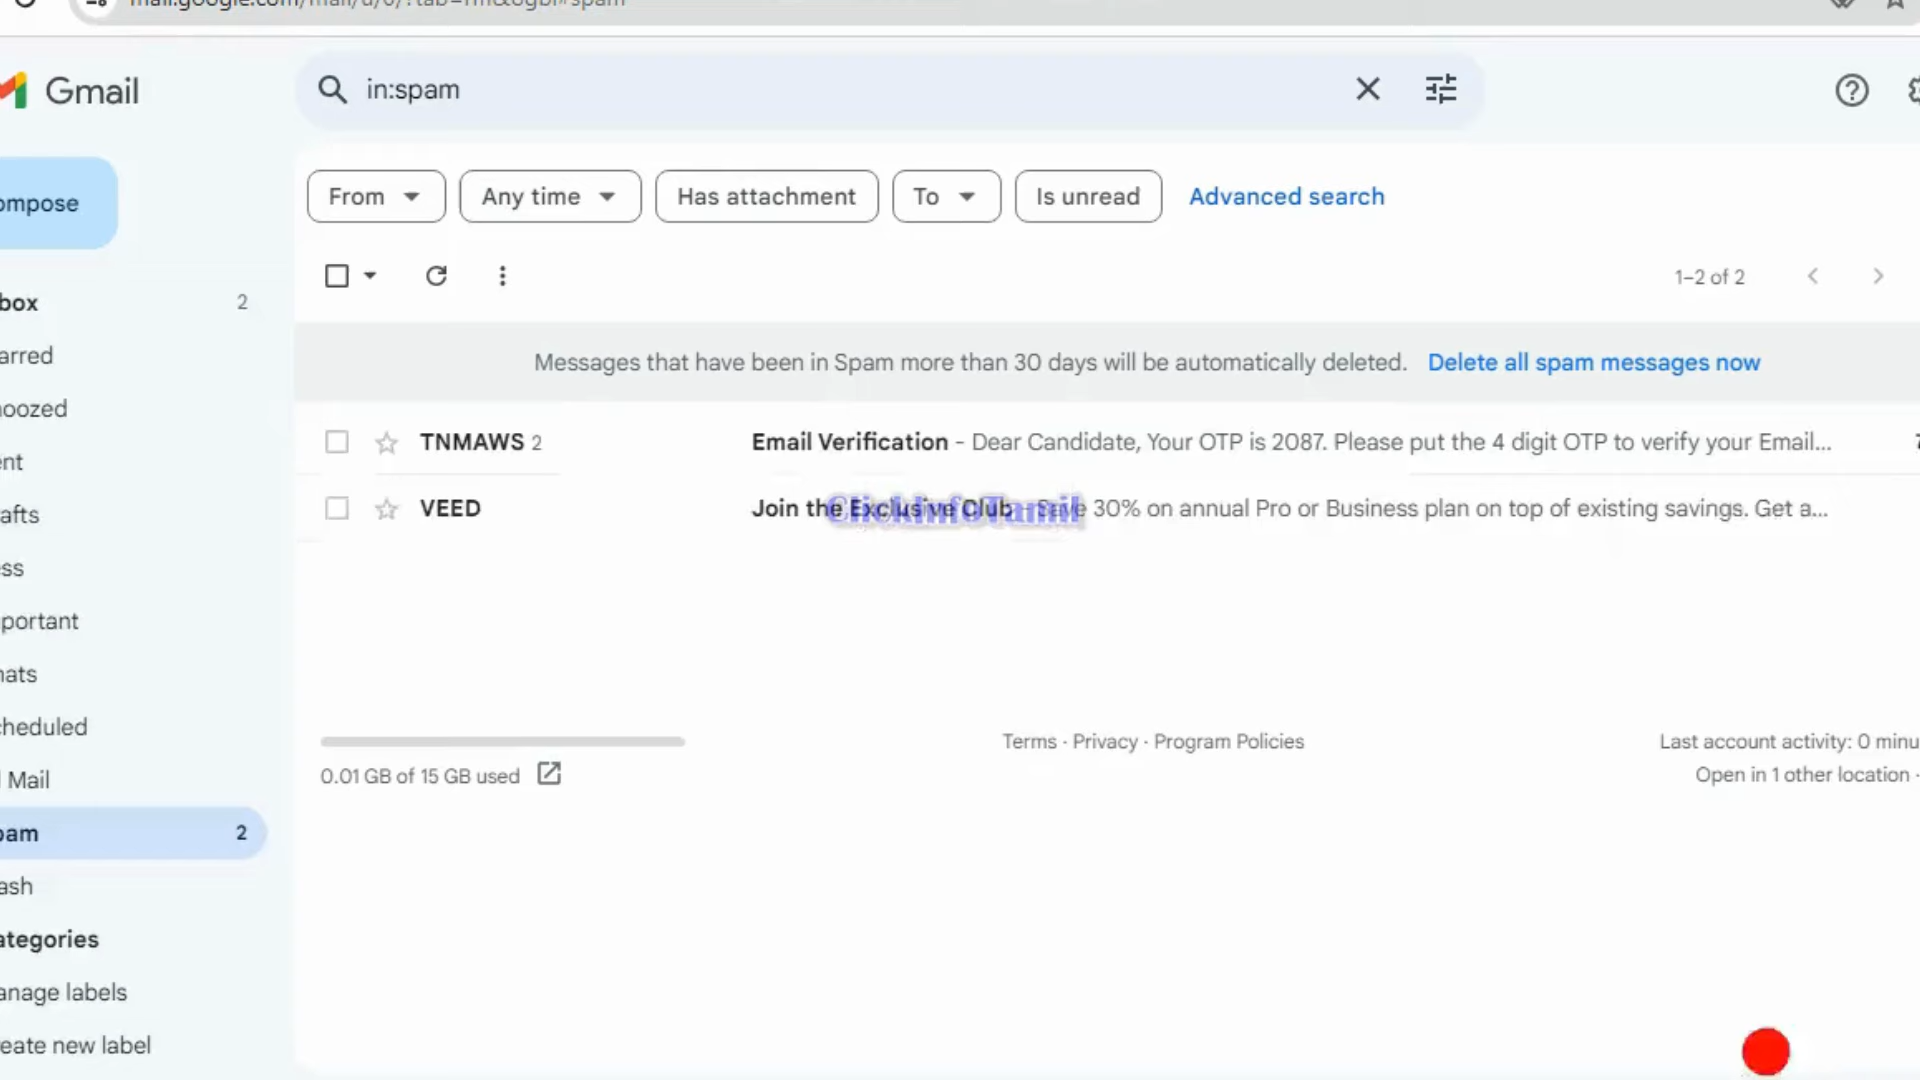 Gmail
in:spam
From
Any time
Has attachment
To
Is unread
Advanced search
ompose
1–2 of 2
box 2
arred
oozed
ent
afts
ss
portant
hats
cheduled
l Mail
pam 2
ash
ategories
anage labels
eate new label
Messages that have been in Spam more than 30 days will be automatically deleted. Delete all spam messages now
TNMAWS 2 Email Verification - Dear Candidate, Your OTP is 2087. Please put the 4 digit OTP to verify your Email...
VEED Join the Exclusive Club - Save 30% on annual Pro or Business plan on top of existing savings. Get a...
ClickinfoTamil
0.01 GB of 15 GB used
Terms · Privacy · Program Policies
Last account activity: 0 minu
Open in 1 other location ·